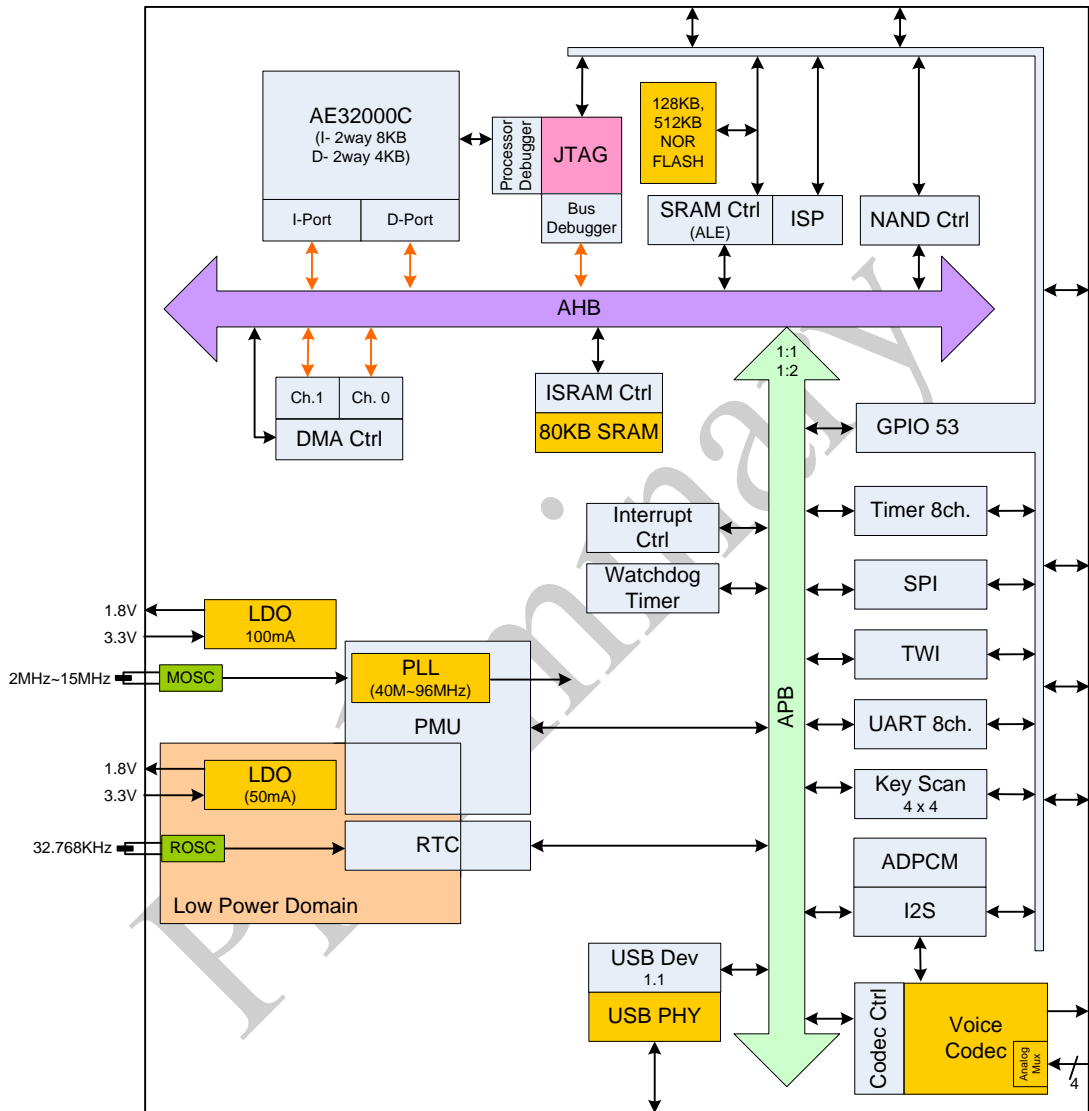 AE32000C
(I- 2way 8KB
D- 2way 4KB)
I-Port
D-Port
Processor
Debugger
JTAG
Bus
Debugger
128KB,
512KB
NOR
FLASH
SRAM Ctrl
(ALE)
ISP
NAND Ctrl
AHB
Ch.1
Ch. 0
DMA Ctrl
ISRAM Ctrl
80KB SRAM
1:1
1:2
APB
GPIO 53
Interrupt
Ctrl
Watchdog
Timer
Timer 8ch.
SPI
TWI
UART 8ch.
Key Scan
4 x 4
ADPCM
I2S
1.8V
3.3V
LDO
100mA
2MHz~15MHz
MOSC
PLL
(40M~96MHz)
PMU
1.8V
3.3V
LDO
(50mA)
32.768KHz
ROSC
RTC
Low Power Domain
USB Dev
1.1
USB PHY
Codec Ctrl
Voice
Codec
Analog
Mux
4
Preliminary